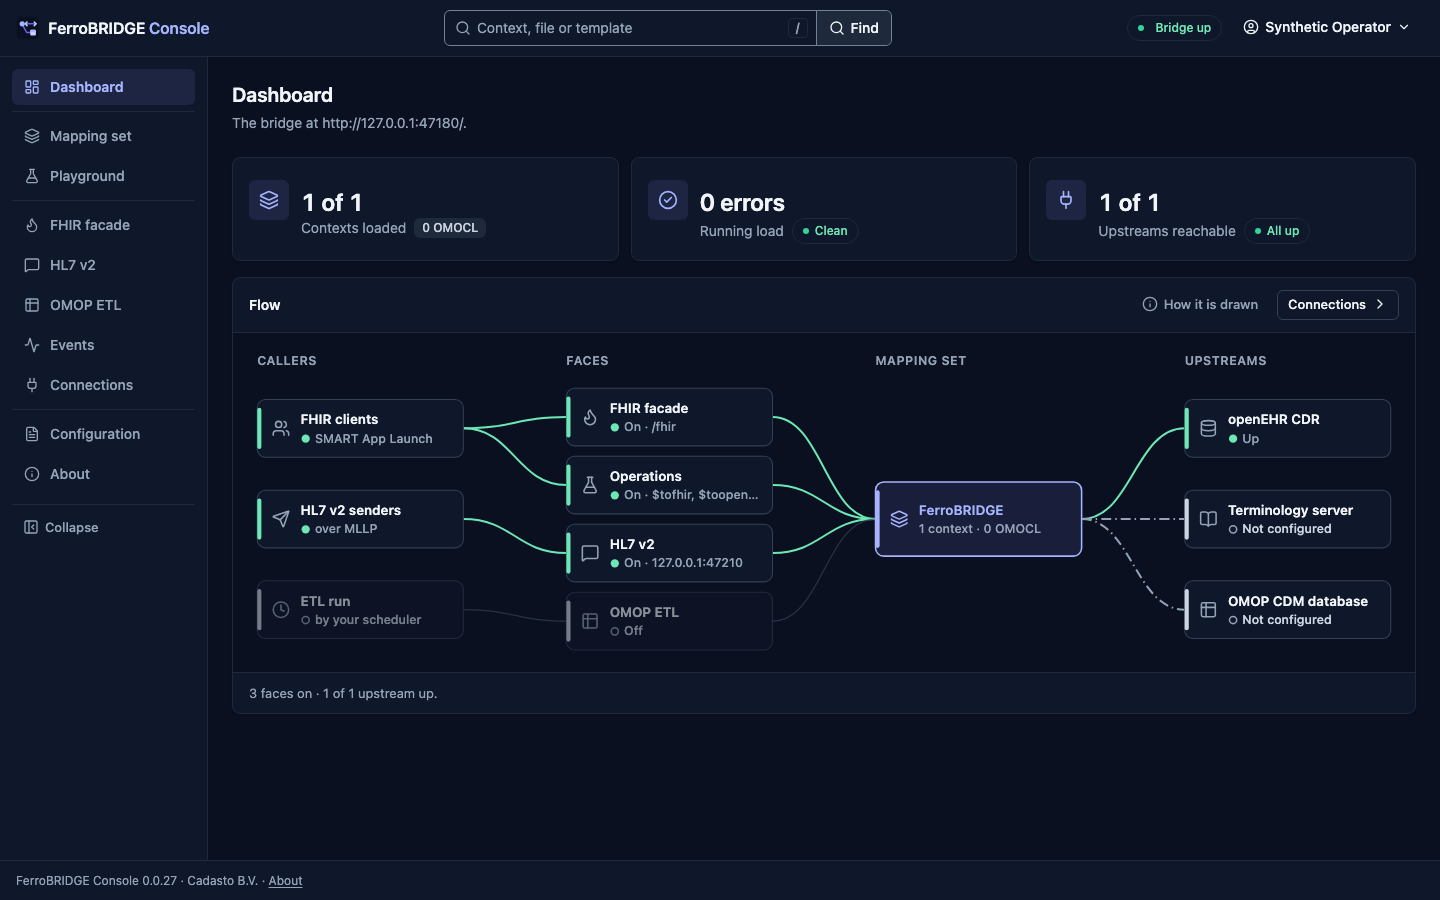 FerroBRIDGE Console
Context, file or template
/
Find
Bridge up
Synthetic Operator
Dashboard
Mapping set
Playground
FHIR facade
HL7 v2
OMOP ETL
Events
Connections
Configuration
About
Collapse
Dashboard
The bridge at http://127.0.0.1:47180/.
1 of 1
Contexts loaded 0 OMOCL
0 errors
Running load Clean
1 of 1
Upstreams reachable All up
Flow
How it is drawn
Connections
CALLERS
FHIR clients
SMART App Launch
HL7 v2 senders
over MLLP
ETL run
by your scheduler
FACES
FHIR facade
On · /fhir
Operations
On · $tofhir, $toopen...
HL7 v2
On · 127.0.0.1:47210
OMOP ETL
Off
MAPPING SET
FerroBRIDGE
1 context · 0 OMOCL
UPSTREAMS
openEHR CDR
Up
Terminology server
Not configured
OMOP CDM database
Not configured
3 faces on · 1 of 1 upstream up.
FerroBRIDGE Console 0.0.27 · Cadasto B.V. · About